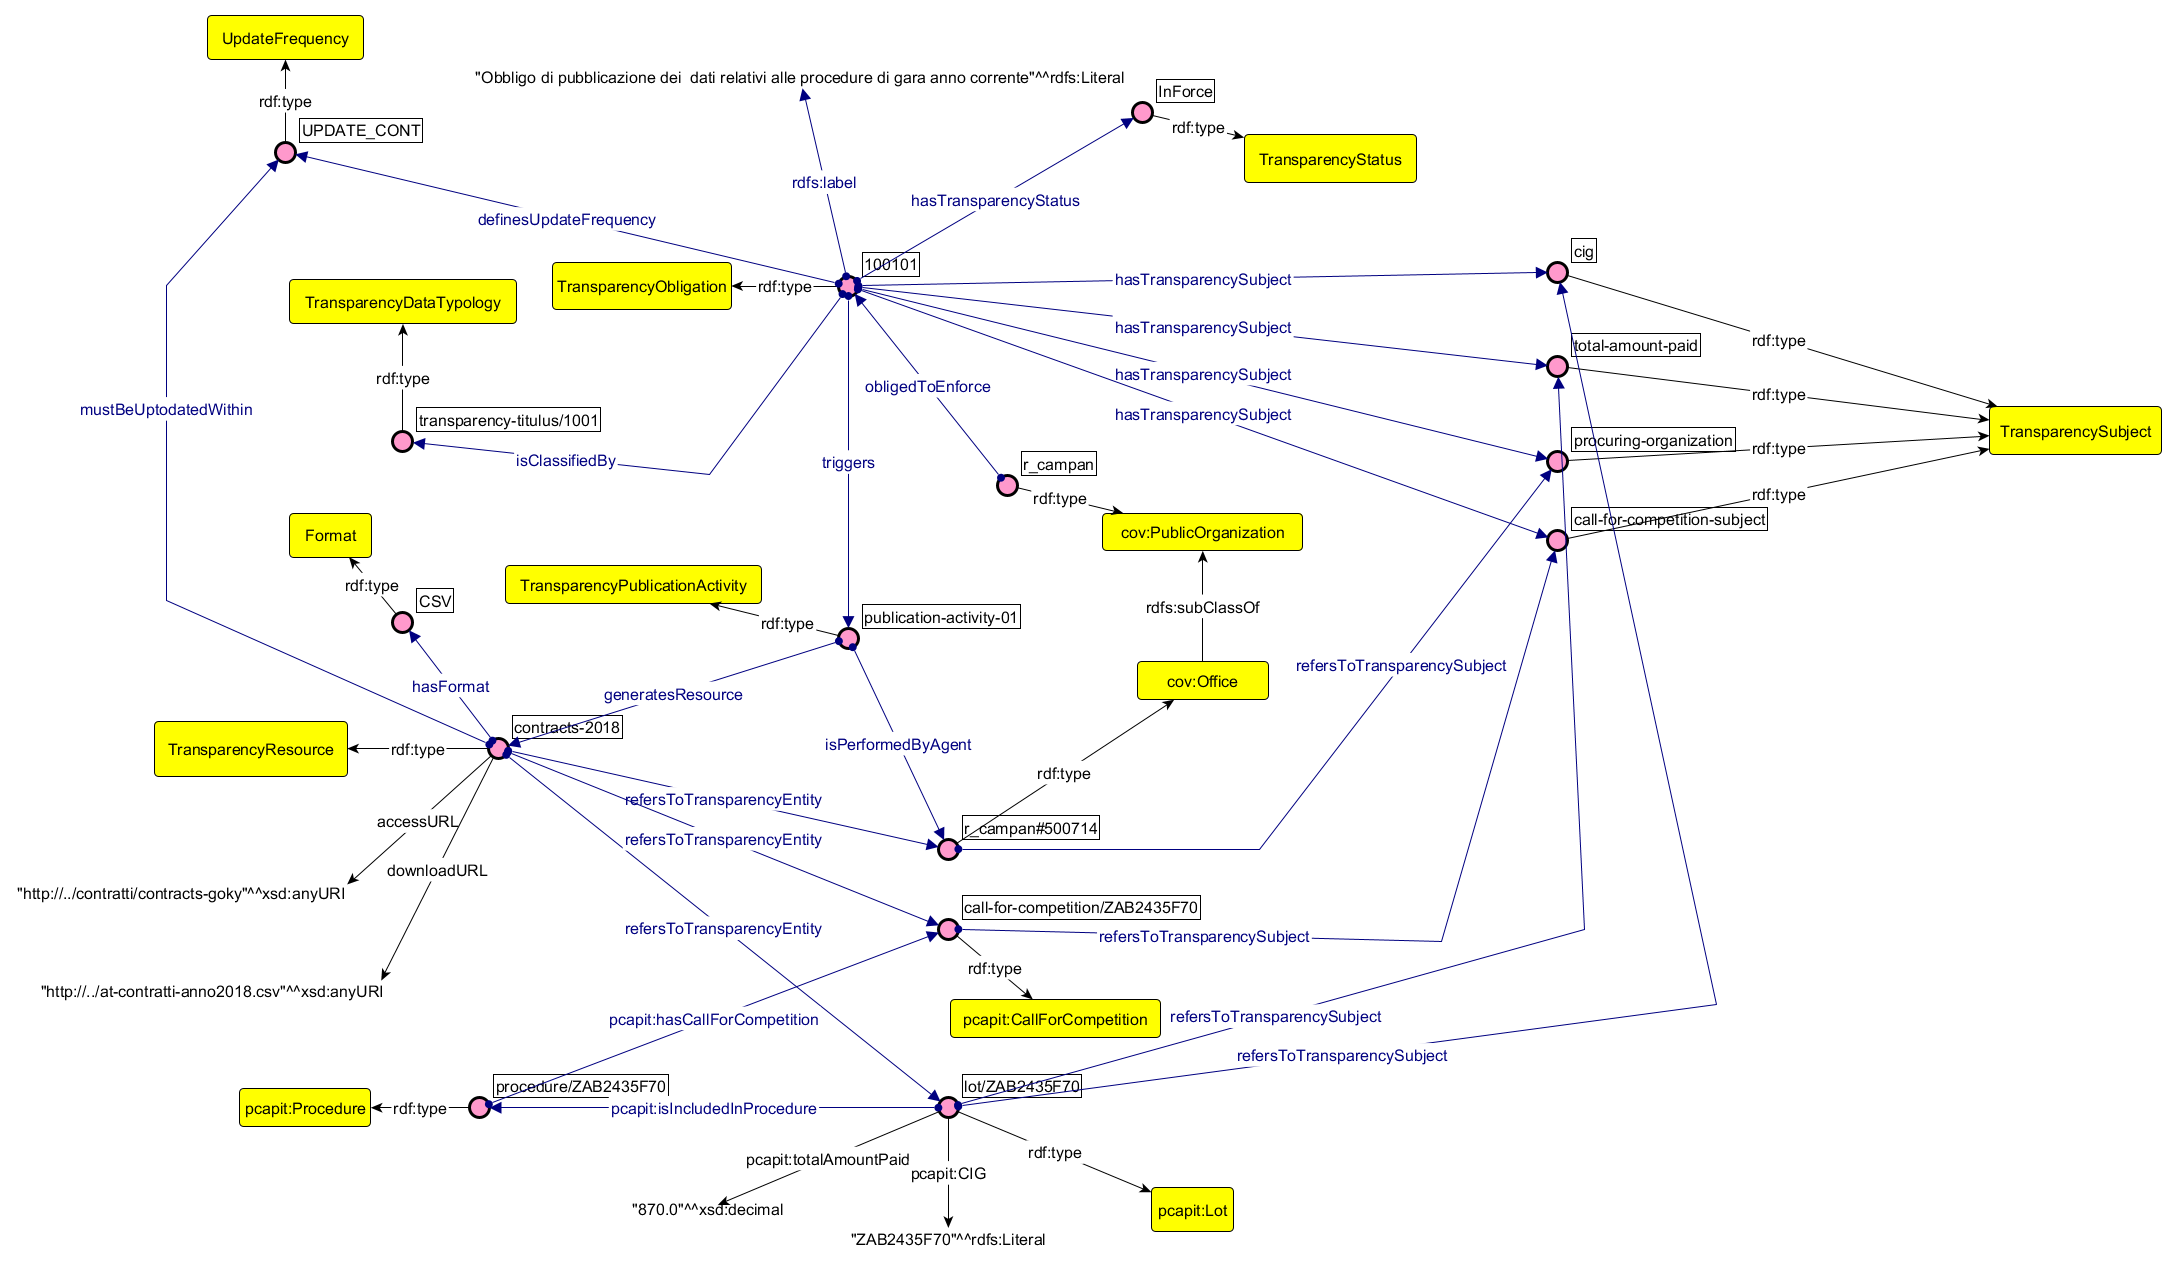 UpdateFrequency
"Obbligo di pubblicazione dei  dati relativi alle procedure di gara anno corrente"^^rdfs:Literal
InForce
rdf:type
UPDATE_CONT
rdf:type
TransparencyStatus
rdfs:label
hasTransparencyStatus
definesUpdateFrequency
cig
100101
hasTransparencySubject
TransparencyObligation
rdf:type
TransparencyDataTypology
hasTransparencySubject
rdf:type
total-amount-paid
rdf:type
hasTransparencySubject
obligedToEnforce
rdf:type
mustBeUptodatedWithin
hasTransparencySubject
transparency-titulus/1001
TransparencySubject
procuring-organization
rdf:type
isClassifiedBy
triggers
r_campan
rdf:type
rdf:type
call-for-competition-subject
Format
cov:PublicOrganization
rdf:type
TransparencyPublicationActivity
CSV
rdfs:subClassOf
publication-activity-01
rdf:type
refersToTransparencySubject
cov:Office
hasFormat
generatesResource
contracts-2018
TransparencyResource
rdf:type
isPerformedByAgent
rdf:type
refersToTransparencyEntity
accessURL
r_campan#500714
refersToTransparencyEntity
downloadURL
"http://../contratti/contracts-goky"^^xsd:anyURI
call-for-competition/ZAB2435F70
refersToTransparencyEntity
refersToTransparencySubject
rdf:type
"http://../at-contratti-anno2018.csv"^^xsd:anyURI
pcapit:hasCallForCompetition
pcapit:CallForCompetition
refersToTransparencySubject
refersToTransparencySubject
procedure/ZAB2435F70
lot/ZAB2435F70
pcapit:Procedure
rdf:type
pcapit:isIncludedInProcedure
rdf:type
pcapit:totalAmountPaid
pcapit:CIG
"870.0"^^xsd:decimal
pcapit:Lot
"ZAB2435F70"^^rdfs:Literal